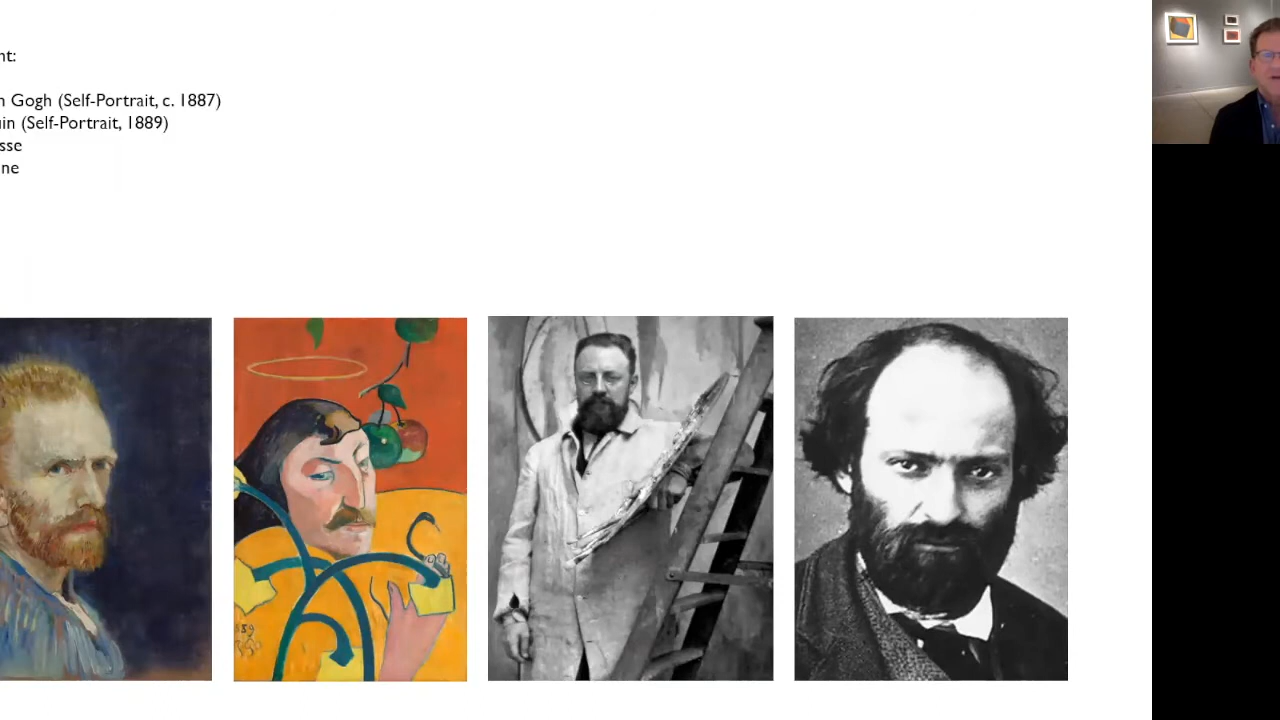 nt:
n Gogh (Self-Portrait, c. 1887)
in (Self-Portrait, 1889)
sse
ne